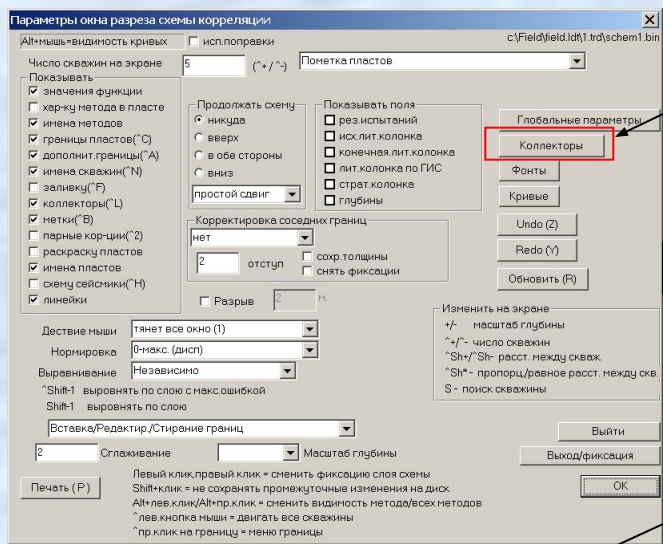 Параметры окна разреза схемы корреляции
Alt+мышь=видимость кривых
исп.поправки
c:\Field\field.ldt\1.trd\schem1.bin
Число скважин на экране
5
(^+/^-)
Пометка пластов
Показывать
значения функции
хар-ку метода в пласте
имена методов
границы пластов(^C)
дополнит.границы(^A)
имена скважин(^N)
заливку(^F)
коллекторы(^L)
метки(^B)
парные кор-ции(^2)
раскраску пластов
имена пластов
схему сейсмики(^H)
линейки
Продолжать схему
никуда
вверх
в обе стороны
вниз
простой сдвиг
Показывать поля
рез.испытаний
исх.лит.колонка
конечная.лит.колонка
лит.колонка по ГИС
страт.колонка
глубины
Глобальные параметры
Коллекторы
Фонты
Кривые
Undo (Z)
Redo (Y)
Обновить (R)
Корректировка соседних границ
нет
2
отступ
сохр.толщины
снять фиксации
Разрыв
2
м.
Дествие мыши
тянет все окно (1)
Нормировка
0-макс. (дисп)
Выравнивание
Независимо
^Shift-1 выровнять по слою с макс.ошибкой
Shift-1 выровнять по слою
Вставка/Редактир./Стирание границ
2
Сглаживание
Масштаб глубины
Изменить на экране
+/- масштаб глубины
^+/^- число скважин
^Sh+/^Sh- расст. между скваж.
^Sh* - пропорц./равное расст. между скв.
S - поиск скважины
Выйти
Выход/фиксация
OK
Печать (P)
Левый клик,правый клик = сменить фиксацию слоя схемы
Shift+клик = не сохранять промежуточные изменения на диск
Alt+лев.клик/Alt+пр.клик = сменить видимость метода/всех методов
^лев.кнопка мыши = двигать все скважины
^пр.клик на границу = меню границы